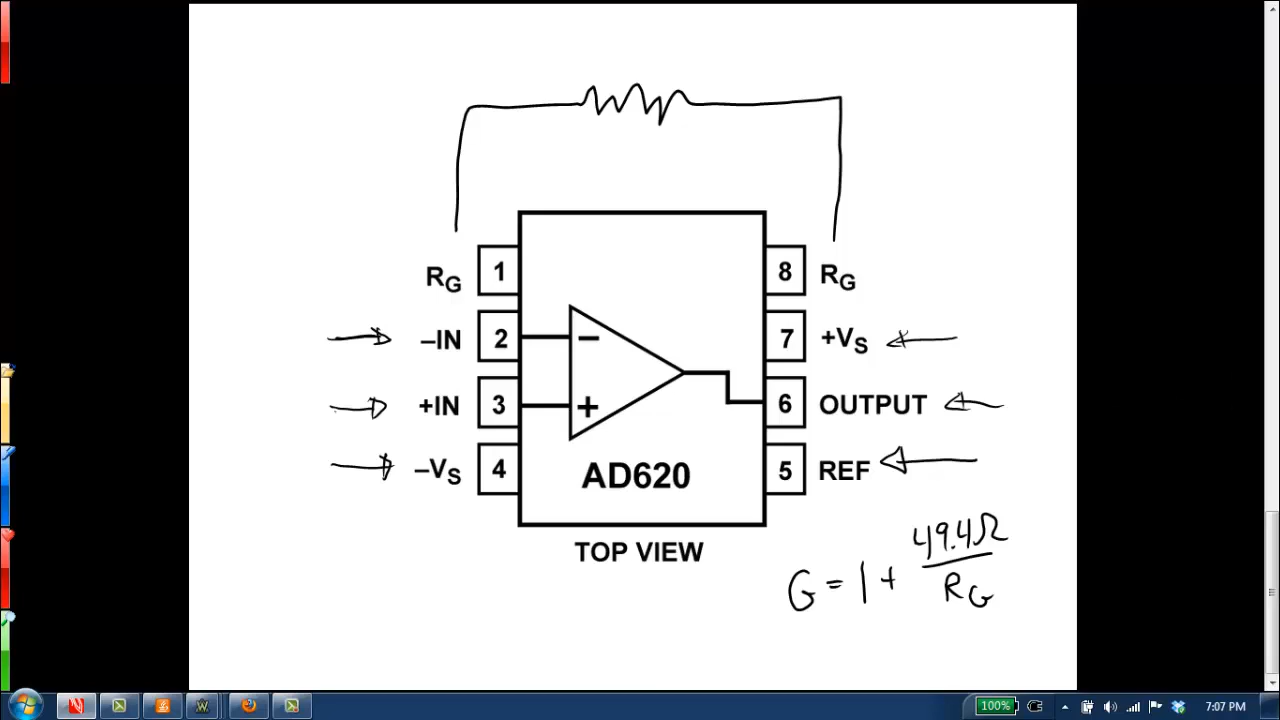 RG 1 8 RG
–IN 2 – 7 +VS
+IN 3 + 6 OUTPUT
–VS 4 AD620 5 REF
TOP VIEW
G = 1 + 49.4Ω / RG
100% 7:07 PM